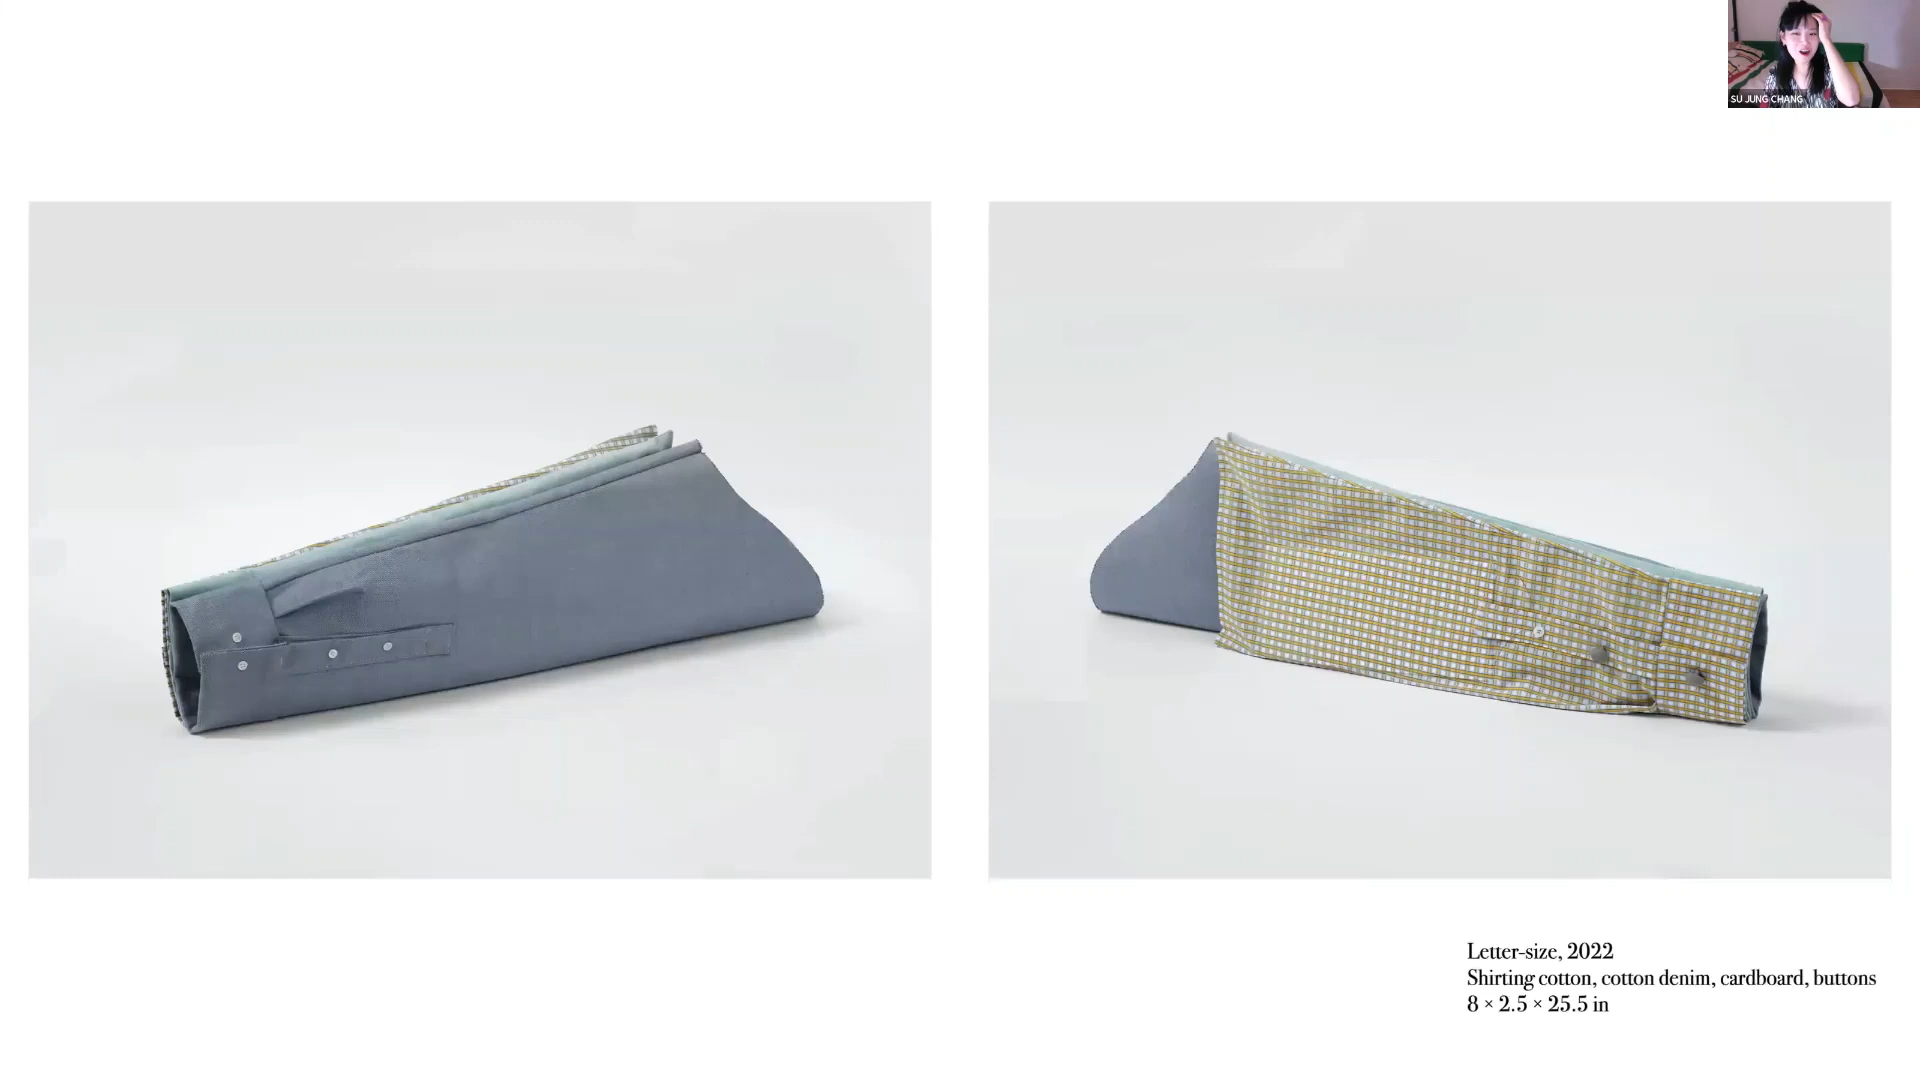 SU JUNG CHANG
Letter-size, 2022
Shirting cotton, cotton denim, cardboard, buttons
8 × 2.5 × 25.5 in